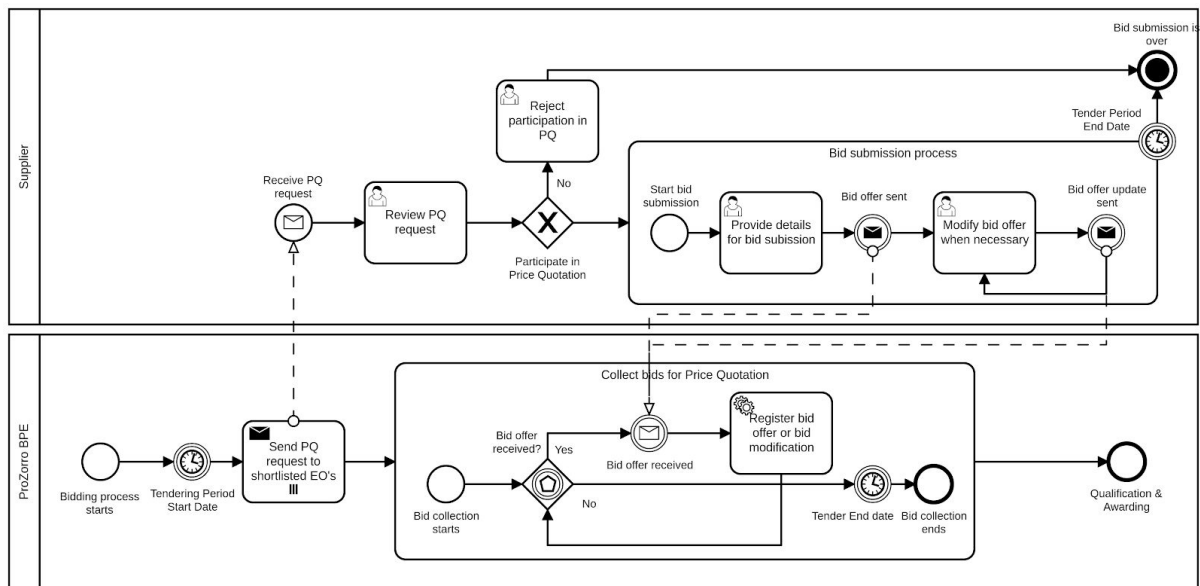 Supplier
Bid submission is
over
Reject
participation in
PQ
No
Tender Period
End Date
Bid submission process
Receive PQ
request
Review PQ
request
Participate in
Price Quotation
Start bid
submission
Provide details
for bid subission
Bid offer sent
Modify bid offer
when necessary
Bid offer update
sent
ProZorro BPE
Bidding process
starts
Tendering Period
Start Date
Send PQ
request to
shortlisted EO's
Collect bids for Price Quotation
Bid collection
starts
Bid offer
received?
Yes
No
Bid offer received
Register bid
offer or bid
modification
Tender End date
Bid collection
ends
Qualification &
Awarding